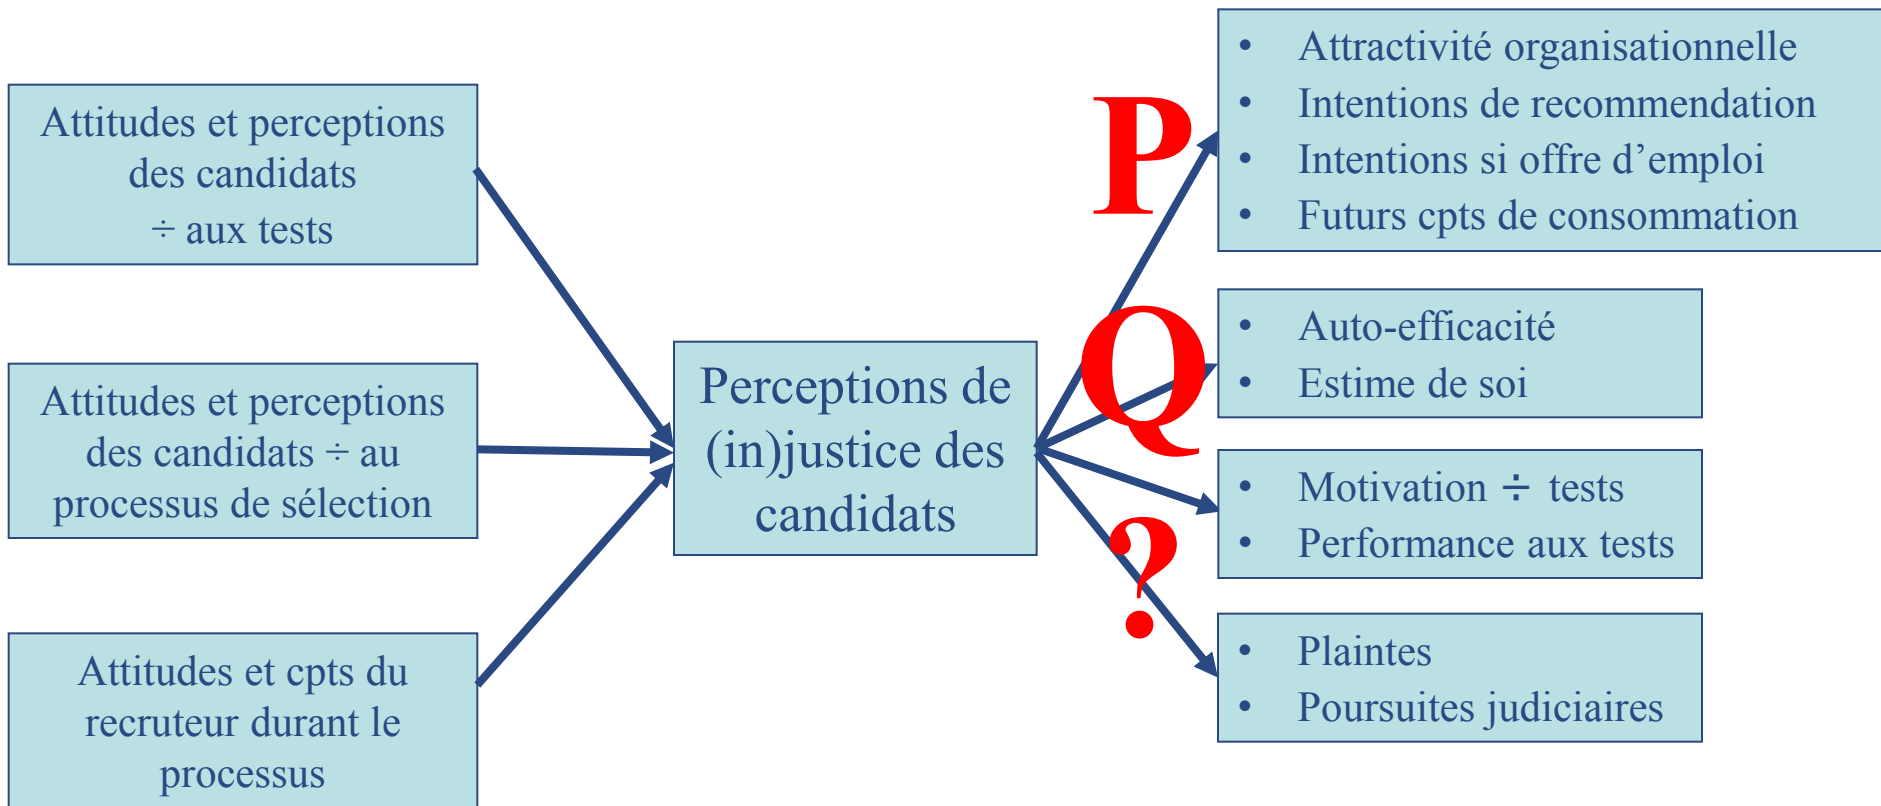 Attitudes et perceptions
des candidats
÷ aux tests
Attitudes et perceptions
des candidats ÷ au
processus de sélection
Attitudes et cpts du
recruteur durant le
processus
Perceptions de
(in)justice des
candidats
P
Q
?
• Attractivité organisationnelle
• Intentions de recommendation
• Intentions si offre d’emploi
• Futurs cpts de consommation
• Auto-efficacité
• Estime de soi
• Motivation ÷ tests
• Performance aux tests
• Plaintes
• Poursuites judiciaires